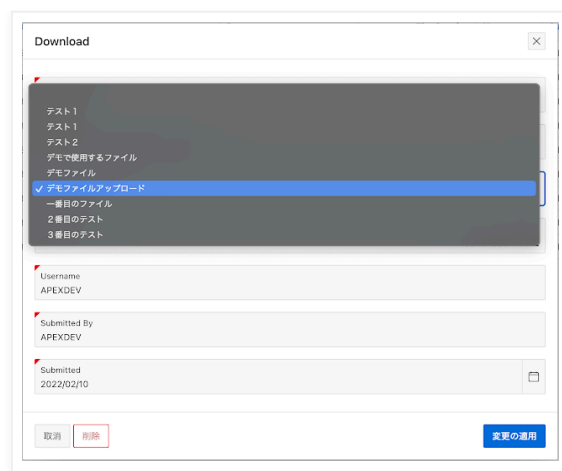 Download
テスト１
テスト１
テスト２
デモで使用するファイル
デモファイル
✓ デモファイルアップロード
一番目のファイル
２番目のテスト
３番目のテスト
Username
APEXDEV
Submitted By
APEXDEV
Submitted
2022/02/10
取消
削除
変更の適用